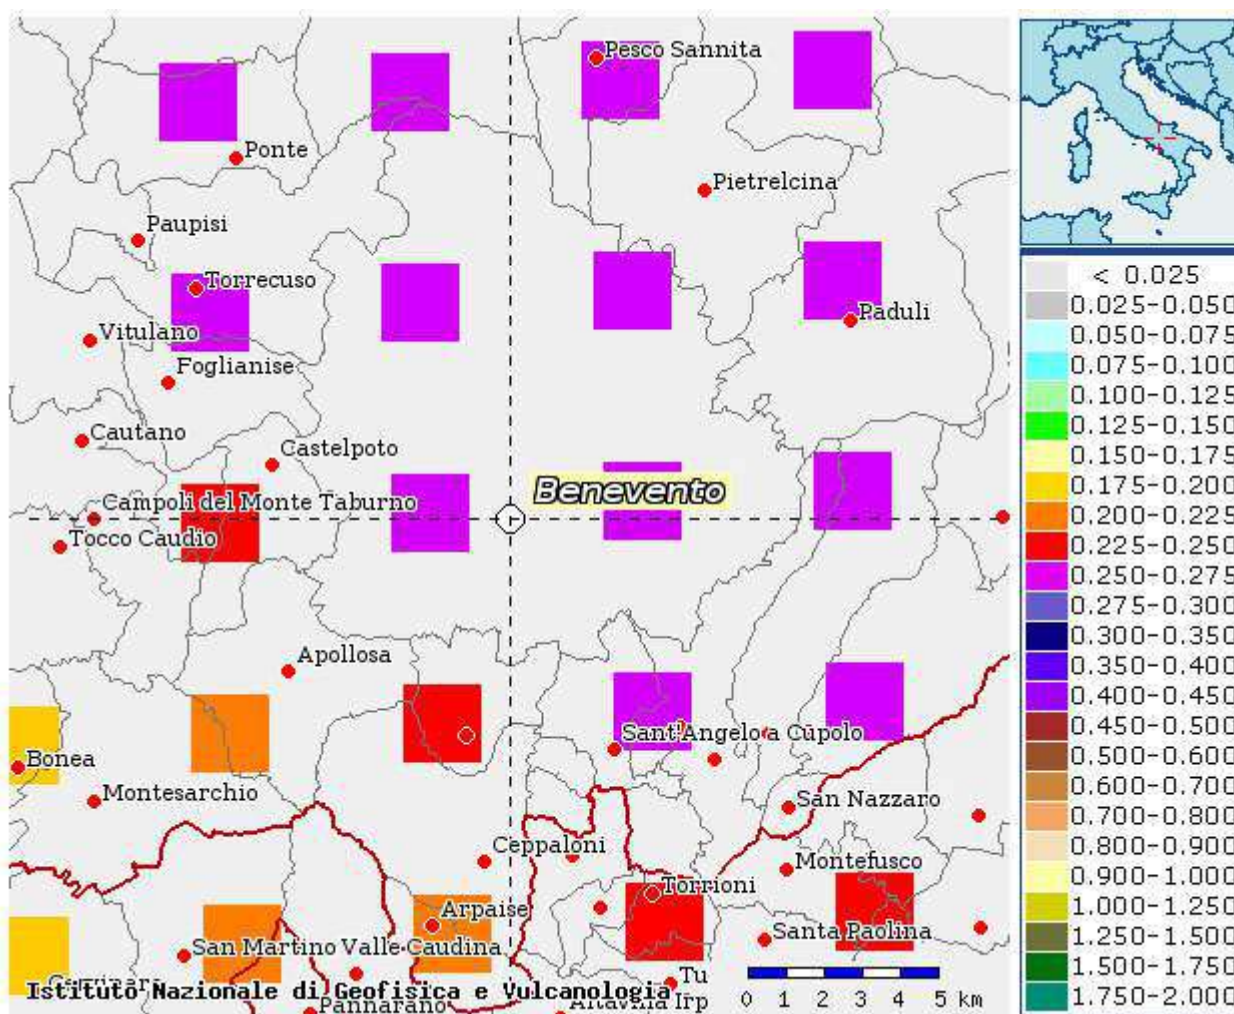 Pesco Sannita
Ponte
Pietrelcina
Paupisi
Torrecuso
Paduli
Vitulano
Foglianise
Cautano
Castelpoto
Benevento
Campoli del Monte Taburno
Tocco Caudio
Apollosa
Sant'Angelo a Cupolo
Bonea
Montesarchio
San Nazzaro
Ceppaloni
Montefusco
Torrioni
Arpaise
Santa Paolina
San Martino Valle Caudina
Tu
Istituto Nazionale di Geofisica e Vulcanologia
Irp
Pannarano
0 1 2 3 4 5 km
< 0.025
0.025-0.050
0.050-0.075
0.075-0.100
0.100-0.125
0.125-0.150
0.150-0.175
0.175-0.200
0.200-0.225
0.225-0.250
0.250-0.275
0.275-0.300
0.300-0.350
0.350-0.400
0.400-0.450
0.450-0.500
0.500-0.600
0.600-0.700
0.700-0.800
0.800-0.900
0.900-1.000
1.000-1.250
1.250-1.500
1.500-1.750
1.750-2.000